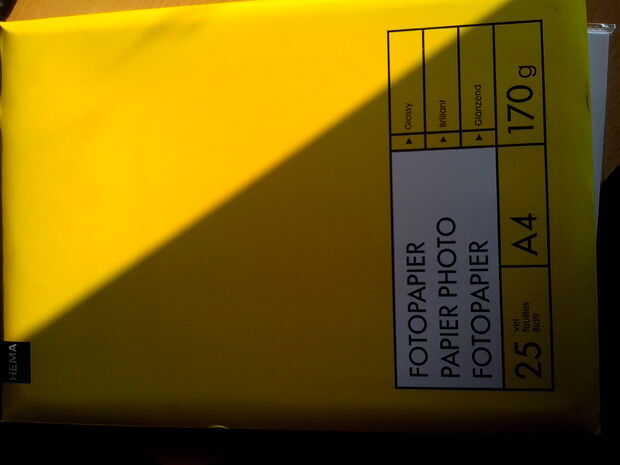 FOTOPAPIER
PAPIER PHOTO
FOTOPAPIER
▶ Glossy
▶ Brillant
▶ Glanzend
25
vel
feuilles
Blatt
A4
170 g
HEMA